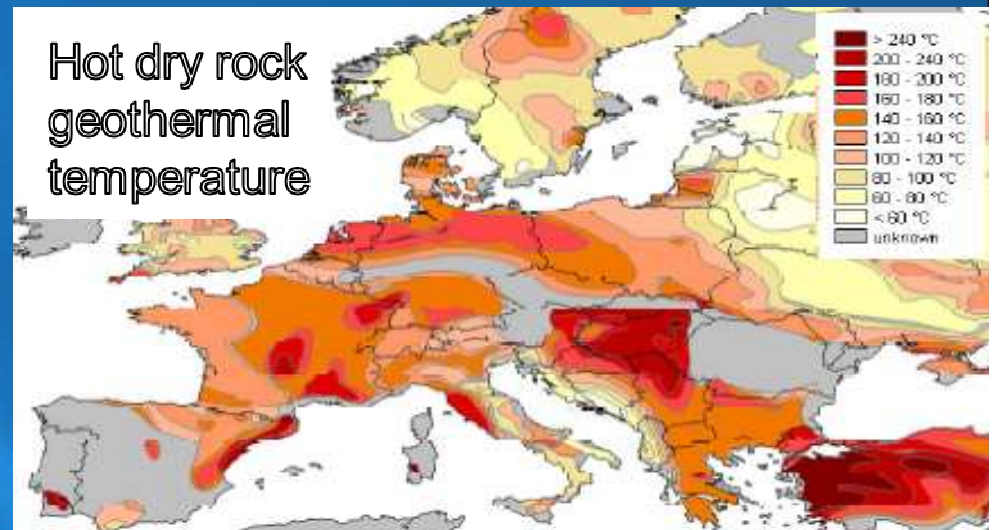 Hot dry rock
geothermal
temperature
> 240 °C
200 - 240 °C
180 - 200 °C
160 - 180 °C
140 - 160 °C
120 - 140 °C
100 - 120 °C
80 - 100 °C
60 - 80 °C
< 60 °C
unknown